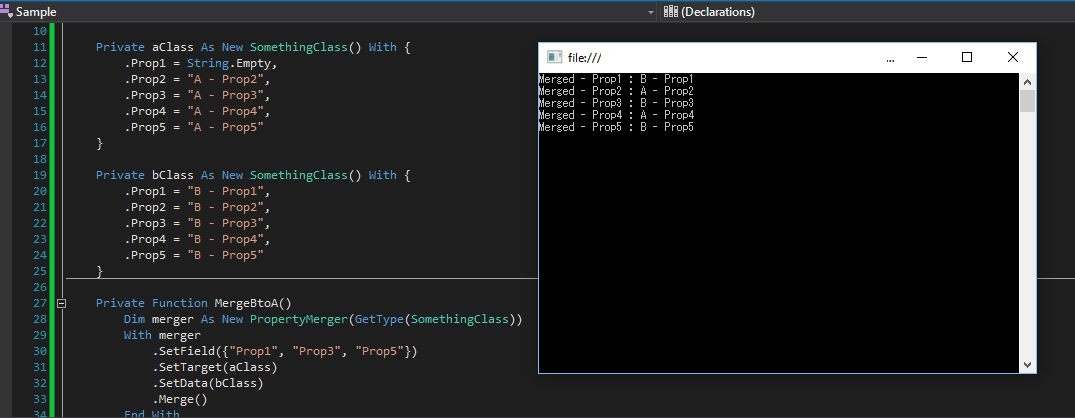 Sample
(Declarations)
10
11 Private aClass As New SomethingClass() With {
12 .Prop1 = String.Empty,
13 .Prop2 = "A - Prop2",
14 .Prop3 = "A - Prop3",
15 .Prop4 = "A - Prop4",
16 .Prop5 = "A - Prop5"
17 }
18
19 Private bClass As New SomethingClass() With {
20 .Prop1 = "B - Prop1",
21 .Prop2 = "B - Prop2",
22 .Prop3 = "B - Prop3",
23 .Prop4 = "B - Prop4",
24 .Prop5 = "B - Prop5"
25 }
26
27 Private Function MergeBtoA()
28 Dim merger As New PropertyMerger(GetType(SomethingClass))
29 With merger
30 .SetField({"Prop1", "Prop3", "Prop5"})
31 .SetTarget(aClass)
32 .SetData(bClass)
33 .Merge()
34 End With
file:/// ...
Merged - Prop1 : B - Prop1
Merged - Prop2 : A - Prop2
Merged - Prop3 : B - Prop3
Merged - Prop4 : A - Prop4
Merged - Prop5 : B - Prop5